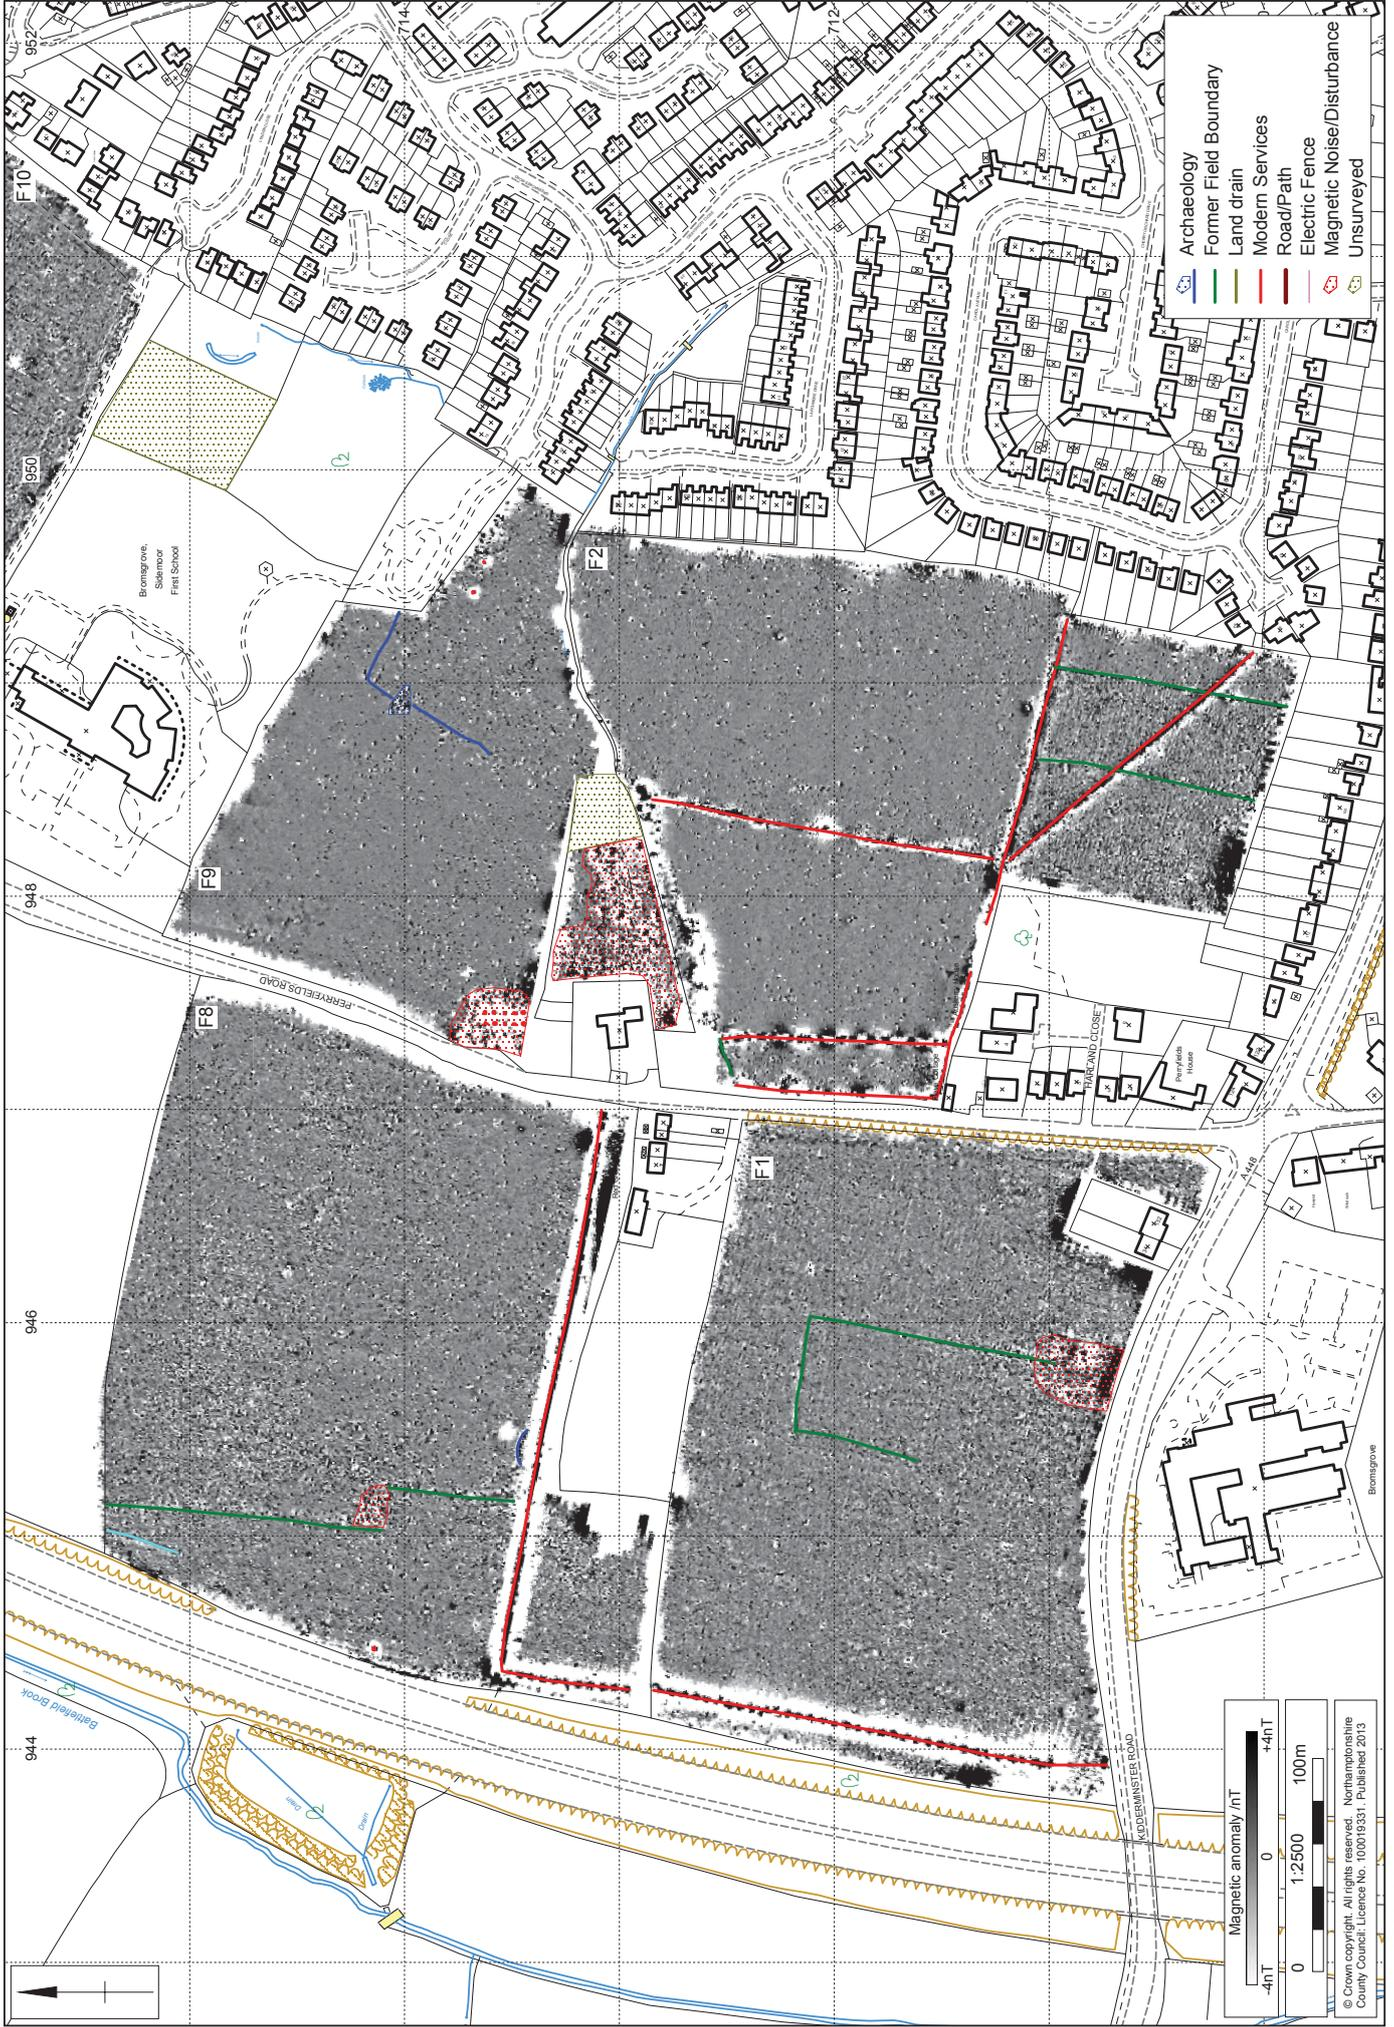 952
950
948
946
944
714
712
F10
F9
F8
F2
F1
Bromsgrove,
Sidemoor
First School
PERRYFIELDS ROAD
HARLAND CLOSE
Perryfields
House
A 448
KIDDERMINSTER ROAD
Bromsgrove
Battlefield Brook
Drain
Drain
Archaeology
Former Field Boundary
Land drain
Modern Services
Road/Path
Electric Fence
Magnetic Noise/Disturbance
Unsurveyed
Magnetic anomaly /nT
-4nT 0 +4nT
1:2500
0 100m
© Crown copyright. All rights reserved. Northamptonshire
County Council: Licence No. 100019331. Published 2013